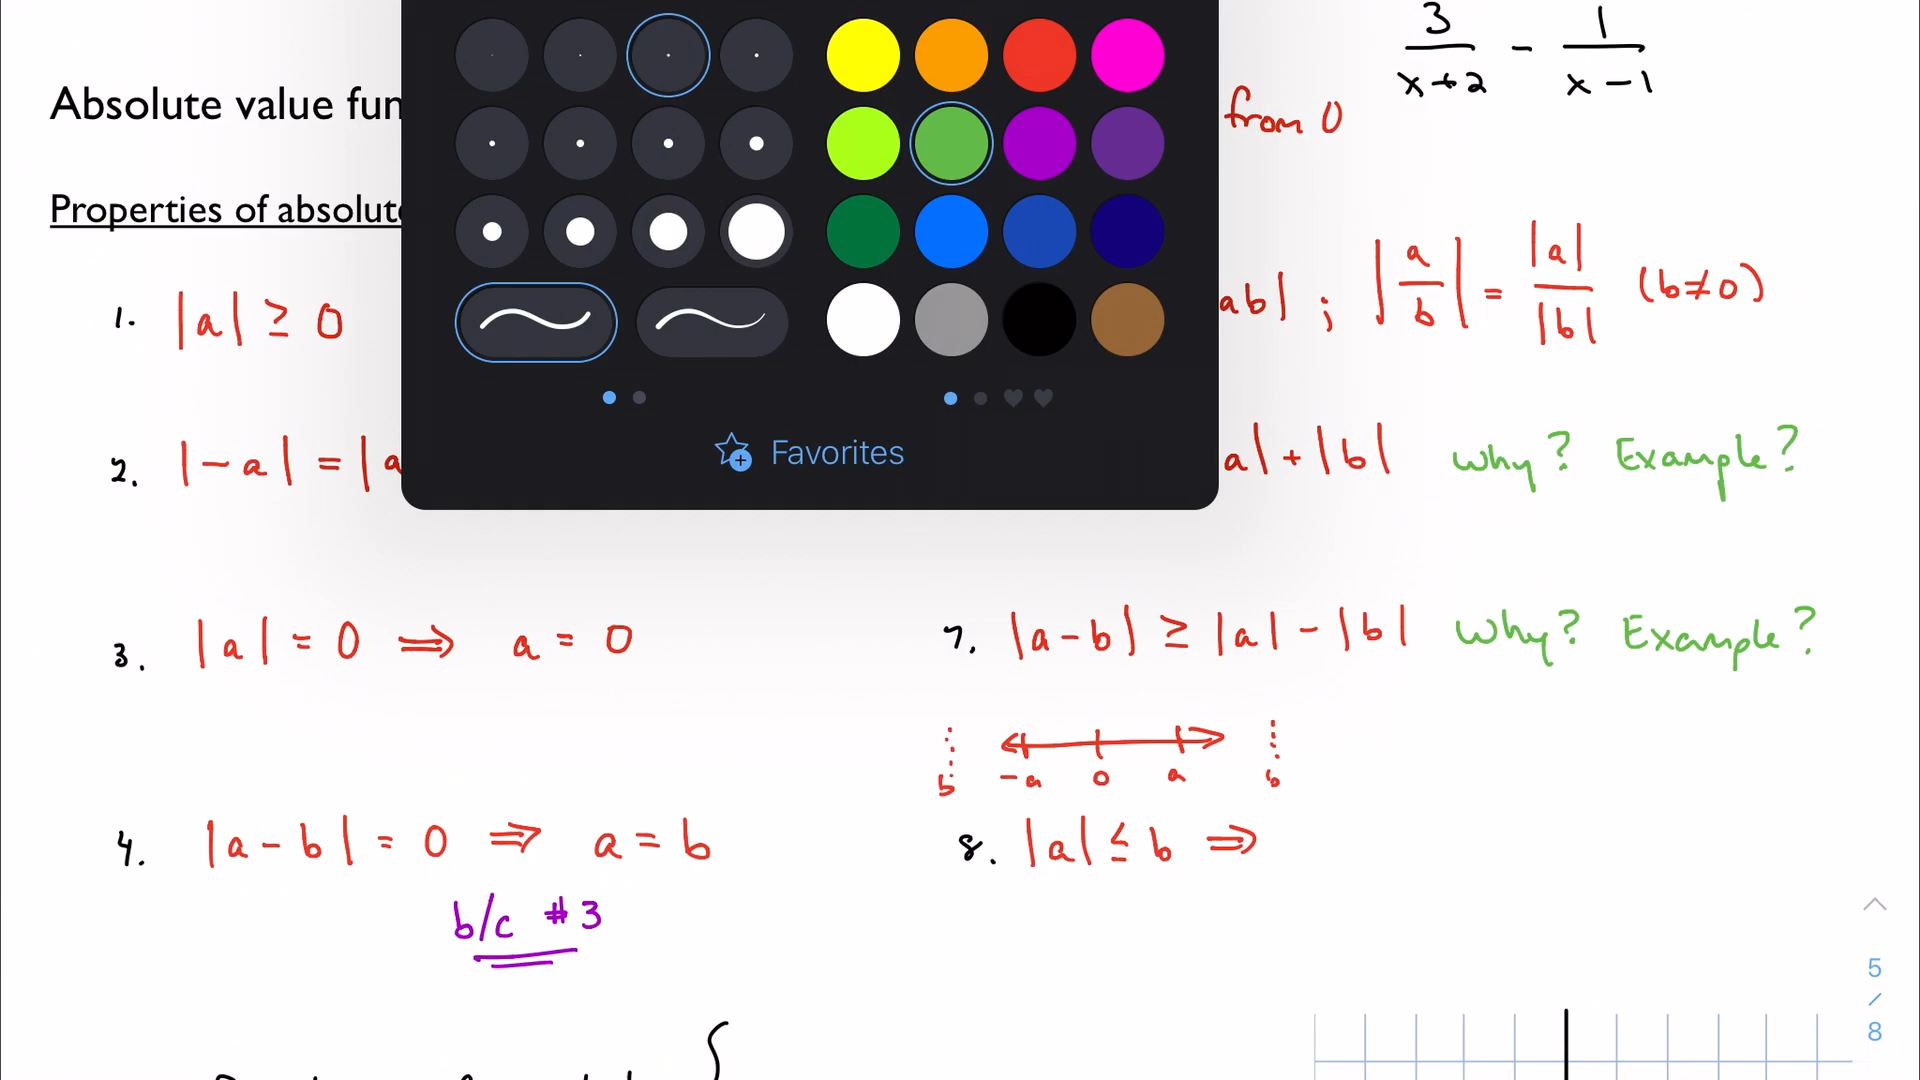 3/(x+2) - 1/(x-1)
Absolute value fun
from 0
Properties of absolute
1. |a| ≥ 0
ab| ; |a/b| = |a|/|b| (b≠0)
2. |-a| = |a
a| + |b| Why? Example?
Favorites
3. |a| = 0 ⇒ a = 0
7. |a-b| ≥ |a| - |b| Why? Example?
b -a 0 a b
4. |a-b| = 0 ⇒ a = b
8. |a| ≤ b ⇒
b/c #3
5
/
8